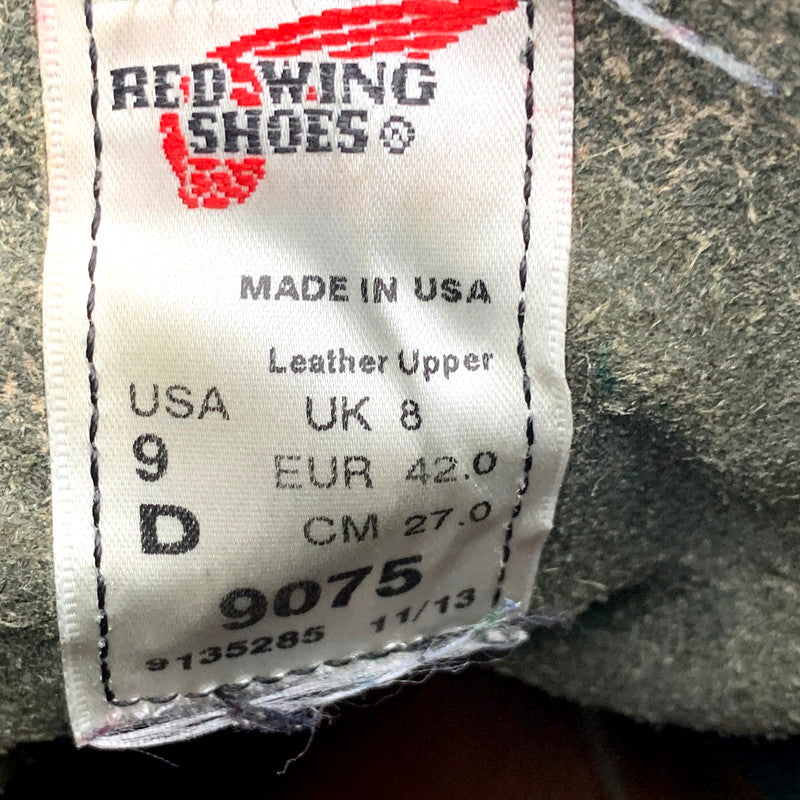 RED WING
SHOES®
MADE IN USA
Leather Upper
USA UK 8
9 EUR 42.0
D CM 27.0
9075
9135285 11/13